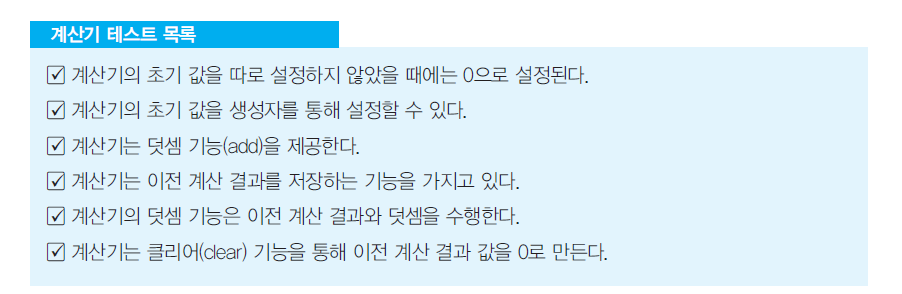 계산기 테스트 목록
☑ 계산기의 초기 값을 따로 설정하지 않았을 때에는 0으로 설정된다.
☑ 계산기의 초기 값을 생성자를 통해 설정할 수 있다.
☑ 계산기는 덧셈 기능(add)을 제공한다.
☑ 계산기는 이전 계산 결과를 저장하는 기능을 가지고 있다.
☑ 계산기의 덧셈 기능은 이전 계산 결과와 덧셈을 수행한다.
☑ 계산기는 클리어(clear) 기능을 통해 이전 계산 결과 값을 0로 만든다.